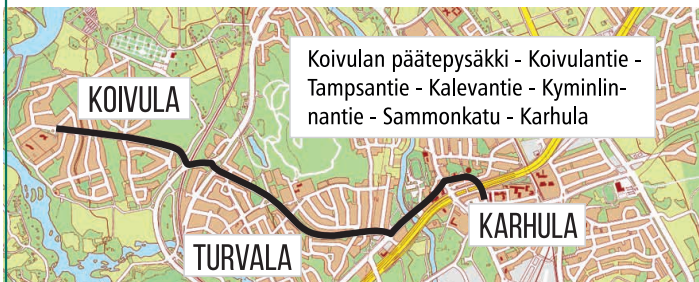 Koivulan päätepysäkki - Koivulantie -
Tampsantie - Kalevantie - Kyminlin-
nantie - Sammonkatu - Karhula
KOIVULA
TURVALA
KARHULA